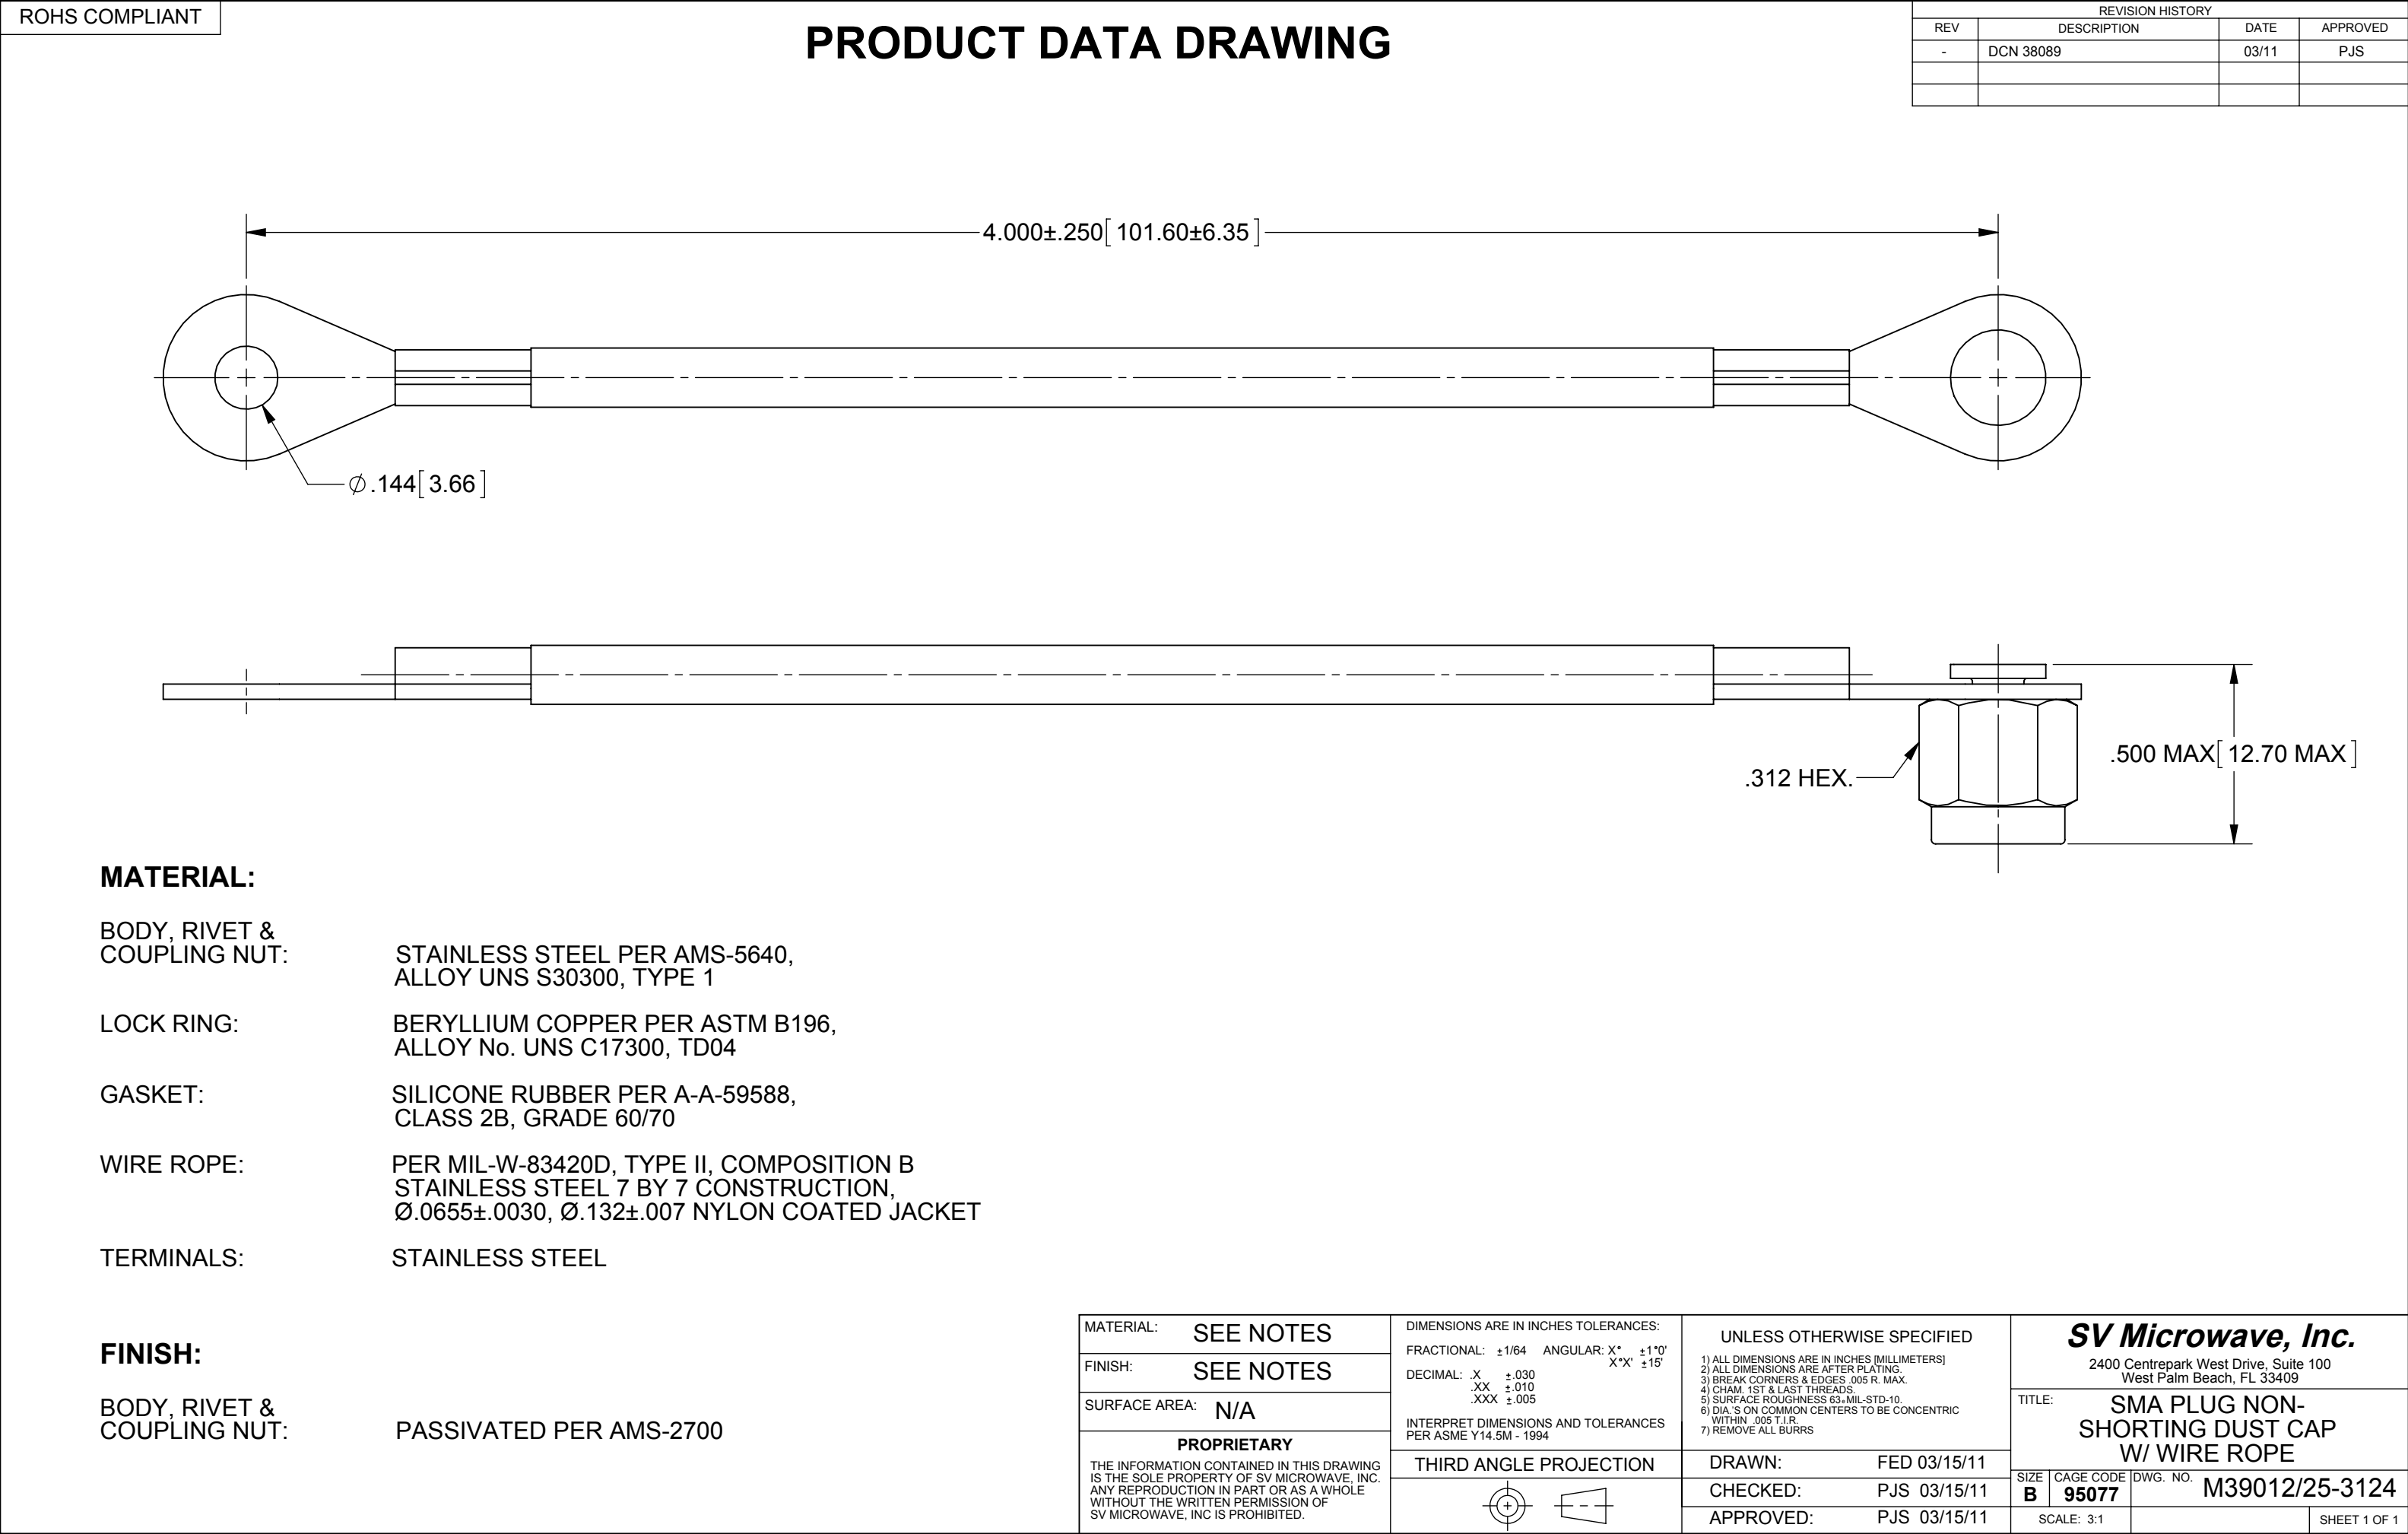 ROHS COMPLIANT
PRODUCT DATA DRAWING
REVISION HISTORY
REV DESCRIPTION DATE APPROVED
- DCN 38089 03/11 PJS
4.000±.250[101.60±6.35]
Ø.144[3.66]
.312 HEX.
.500 MAX[12.70 MAX]
MATERIAL:
BODY, RIVET &
COUPLING NUT: STAINLESS STEEL PER AMS-5640,
ALLOY UNS S30300, TYPE 1
LOCK RING: BERYLLIUM COPPER PER ASTM B196,
ALLOY No. UNS C17300, TD04
GASKET: SILICONE RUBBER PER A-A-59588,
CLASS 2B, GRADE 60/70
WIRE ROPE: PER MIL-W-83420D, TYPE II, COMPOSITION B
STAINLESS STEEL 7 BY 7 CONSTRUCTION,
Ø.0655±.0030, Ø.132±.007 NYLON COATED JACKET
TERMINALS: STAINLESS STEEL
FINISH:
BODY, RIVET &
COUPLING NUT: PASSIVATED PER AMS-2700
MATERIAL: SEE NOTES
FINISH: SEE NOTES
SURFACE AREA: N/A
PROPRIETARY
THE INFORMATION CONTAINED IN THIS DRAWING
IS THE SOLE PROPERTY OF SV MICROWAVE, INC.
ANY REPRODUCTION IN PART OR AS A WHOLE
WITHOUT THE WRITTEN PERMISSION OF
SV MICROWAVE, INC IS PROHIBITED.
DIMENSIONS ARE IN INCHES TOLERANCES:
FRACTIONAL: ±1/64 ANGULAR: X° ±1°0'
X°X' ±15'
DECIMAL: .X ±.030
.XX ±.010
.XXX ±.005
INTERPRET DIMENSIONS AND TOLERANCES
PER ASME Y14.5M - 1994
THIRD ANGLE PROJECTION
UNLESS OTHERWISE SPECIFIED
1) ALL DIMENSIONS ARE IN INCHES [MILLIMETERS]
2) ALL DIMENSIONS ARE AFTER PLATING.
3) BREAK CORNERS & EDGES .005 R. MAX.
4) CHAM. 1ST & LAST THREADS.
5) SURFACE ROUGHNESS 63 MIL-STD-10.
6) DIA.'S ON COMMON CENTERS TO BE CONCENTRIC
WITHIN .005 T.I.R.
7) REMOVE ALL BURRS
DRAWN: FED 03/15/11
CHECKED: PJS 03/15/11
APPROVED: PJS 03/15/11
SV Microwave, Inc.
2400 Centrepark West Drive, Suite 100
West Palm Beach, FL 33409
TITLE: SMA PLUG NON-
SHORTING DUST CAP
W/ WIRE ROPE
SIZE CAGE CODE DWG. NO.
B 95077 M39012/25-3124
SCALE: 3:1 SHEET 1 OF 1